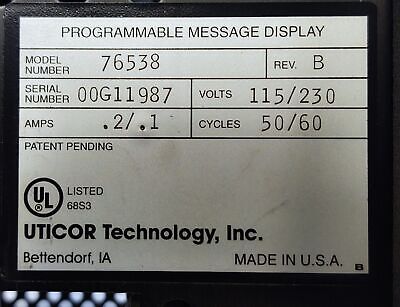 PROGRAMMABLE MESSAGE DISPLAY
MODEL NUMBER 76538 REV. B
SERIAL NUMBER 00G11987 VOLTS 115/230
AMPS .2/.1 CYCLES 50/60
PATENT PENDING
UL LISTED
68S3
UTICOR Technology, Inc.
Bettendorf, IA MADE IN U.S.A.
B